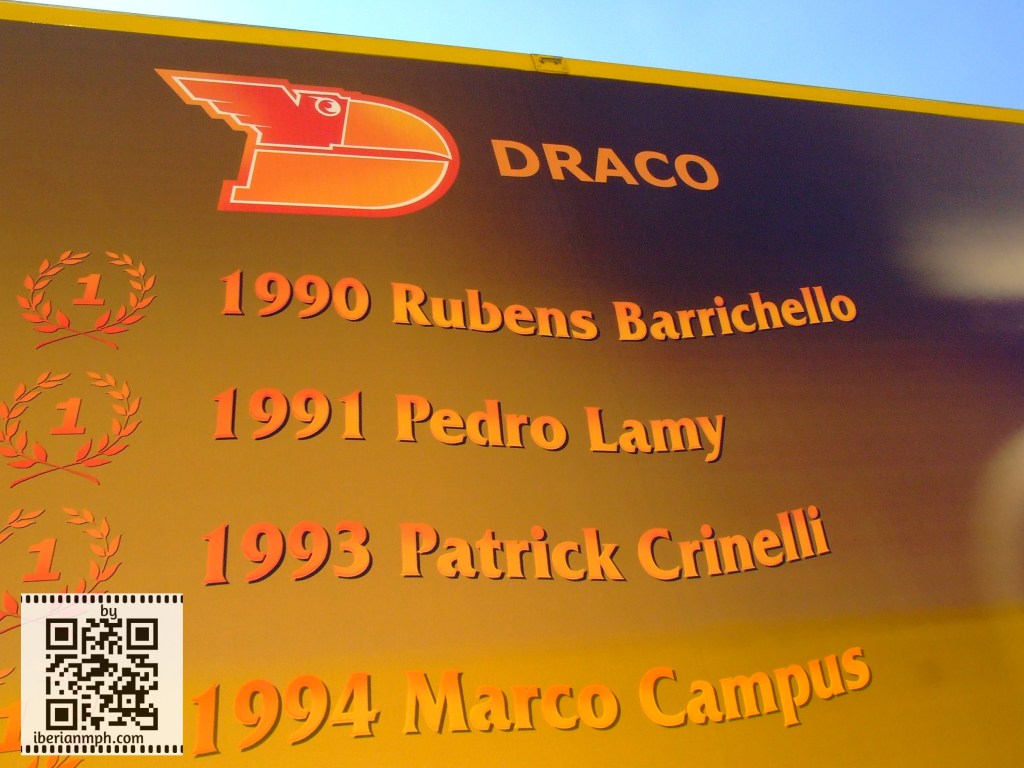 DRACO
1 1990 Rubens Barrichello
1 1991 Pedro Lamy
1 1993 Patrick Crinelli
1 1994 Marco Campus
by
iberianmph.com